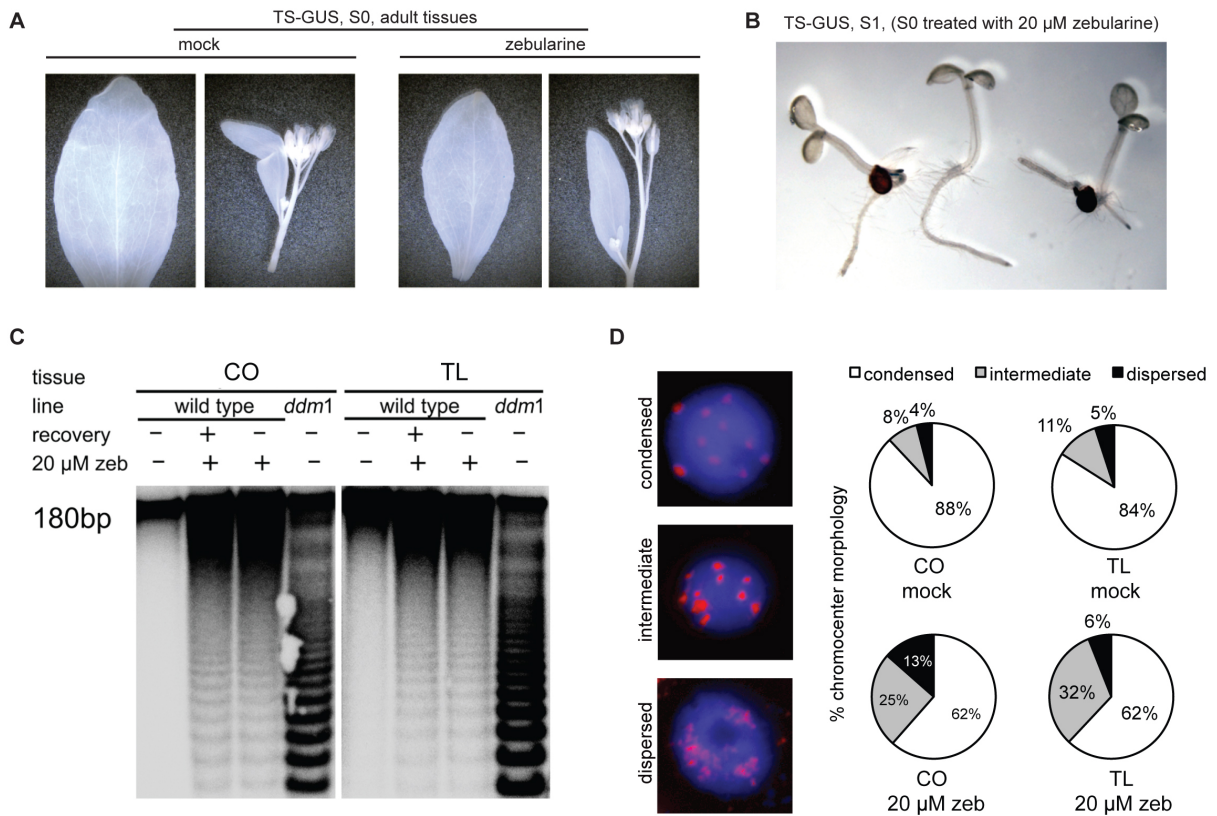 A
TS-GUS, S0, adult tissues
mock
zebularine
B
TS-GUS, S1, (S0 treated with 20 µM zebularine)
C
tissue
CO
TL
line
wild type
ddm1
wild type
ddm1
recovery
– + – – – + – –
20 µM zeb
– + + – – + + –
180bp
D
condensed
intermediate
dispersed
% chromocenter morphology
condensed
intermediate
dispersed
8%
4%
88%
CO
mock
11%
5%
84%
TL
mock
13%
25%
62%
CO
20 µM zeb
6%
32%
62%
TL
20 µM zeb